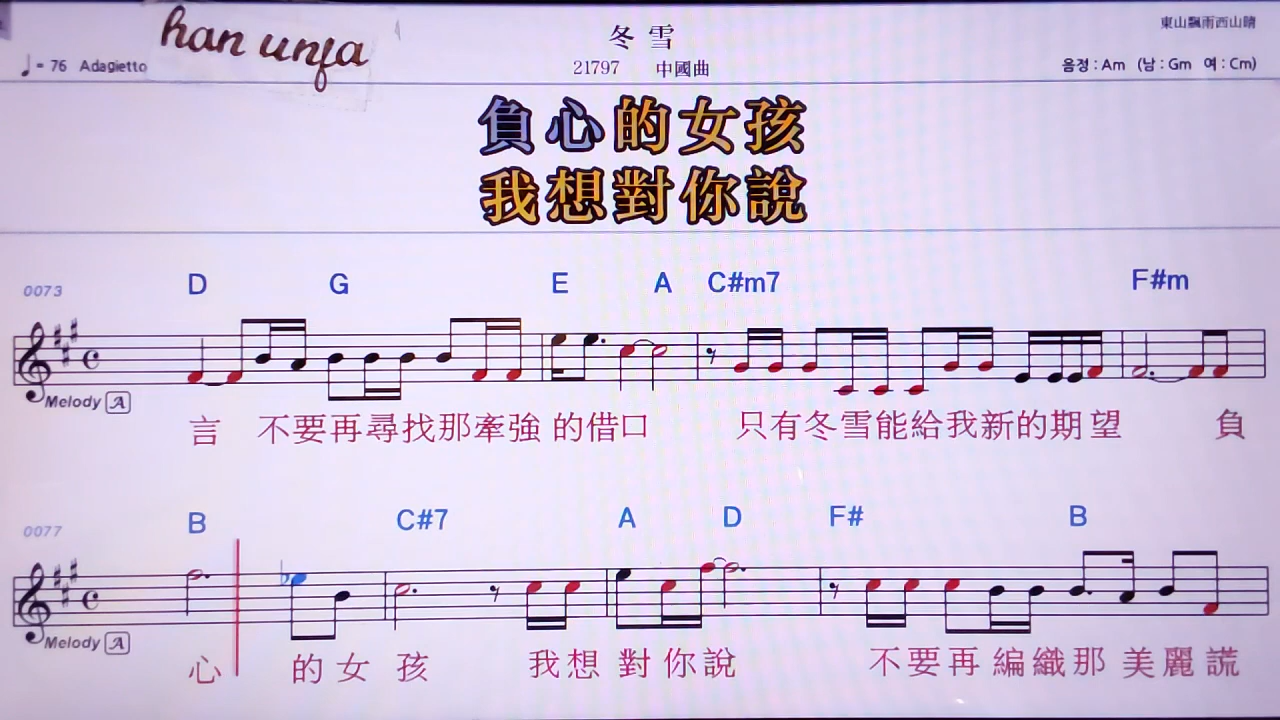 han unja
冬雪
東山飄雨西山晴
♩= 76 Adagietto
21797 中國曲
음정 : Am (남 : Gm 여 : Cm)
負心的女孩
我想對你說
0073 D G E A C#m7 F#m
Melody A
言 不要再尋找那牽強的借口 只有冬雪能給我新的期望 負
0077 B C#7 A D F# B
Melody A
心 的女孩 我想對你說 不要再編織那美麗謊